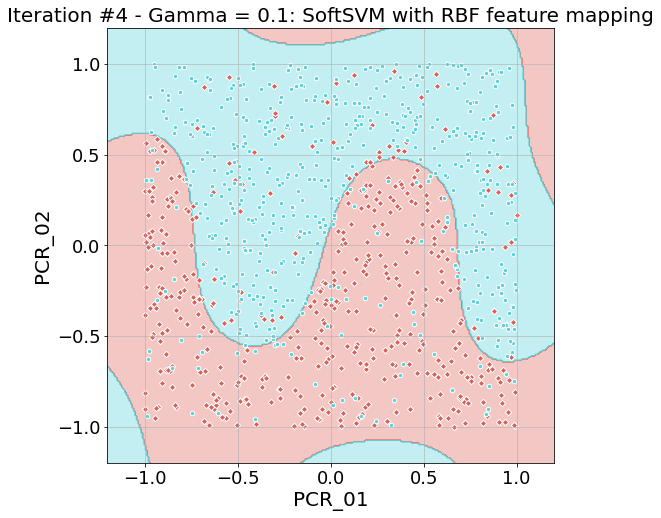 Iteration #4 - Gamma = 0.1: SoftSVM with RBF feature mapping
1.0
0.5
0.0
−0.5
−1.0
PCR_02
−1.0 −0.5 0.0 0.5 1.0
PCR_01